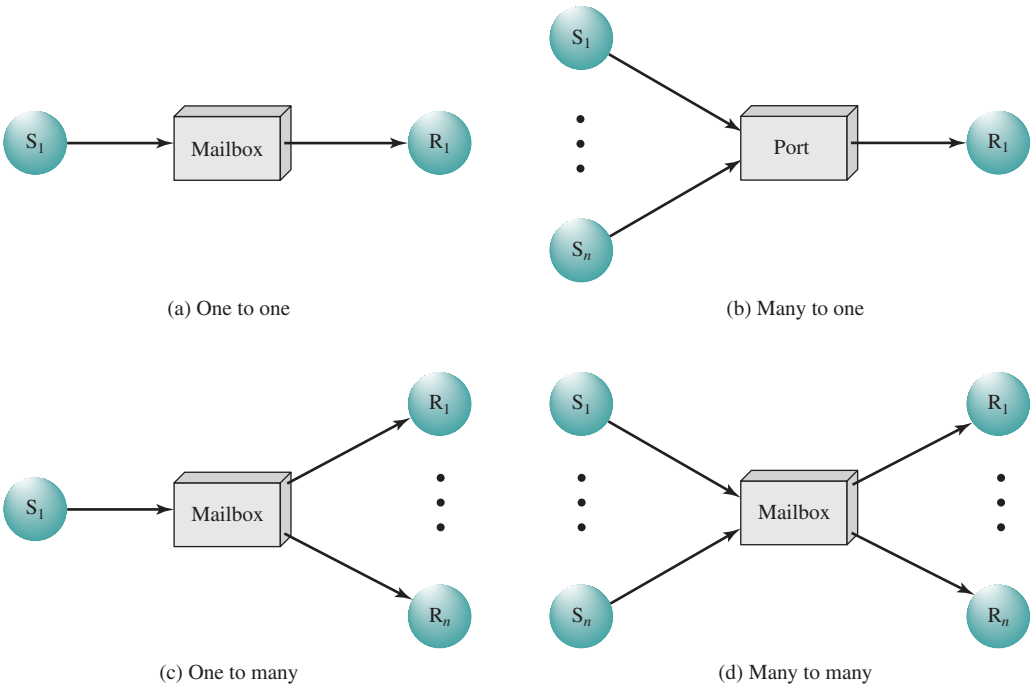 S1
Mailbox
R1
(a) One to one
S1
Sn
Port
R1
(b) Many to one
S1
Mailbox
R1
Rn
(c) One to many
S1
Sn
Mailbox
R1
Rn
(d) Many to many